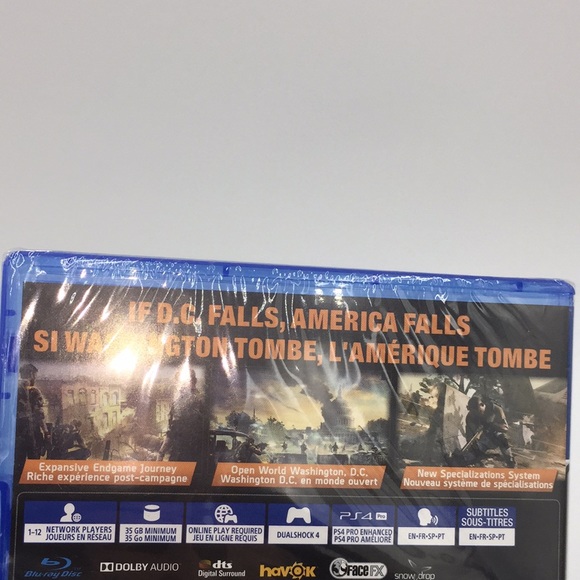 IF D.C. FALLS, AMERICA FALLS
SI WASHINGTON TOMBE, L'AMÉRIQUE TOMBE
Expansive Endgame Journey
Riche expérience post-campagne
Open World Washington, D.C.
Washington D.C. en monde ouvert
New Specializations System
Nouveau système de spécialisations
1-12 NETWORK PLAYERS
JOUEURS EN RÉSEAU
35 GB MINIMUM
35 Go MINIMUM
ONLINE PLAY REQUIRED
JEU EN LIGNE REQUIS
DUALSHOCK 4
PS4 Pro
PS4 PRO ENHANCED
PS4 PRO AMÉLIORÉ
EN•FR•SP•PT
SUBTITLES
SOUS-TITRES
EN•FR•SP•PT
Blu-ray Disc
DOLBY AUDIO
dts
Digital Surround
havok
FaceFX
snowdrop